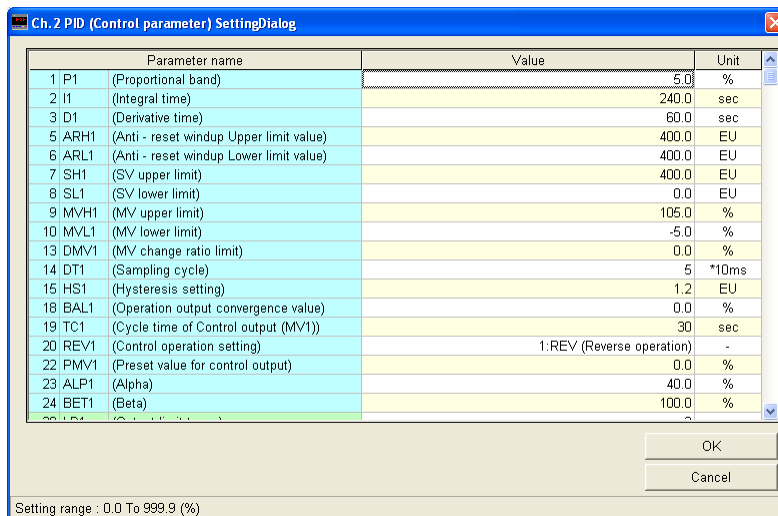 Ch. 2 PID (Control parameter) SettingDialog
Parameter name Value Unit
1 P1 (Proportional band) 5.0 %
2 I1 (Integral time) 240.0 sec
3 D1 (Derivative time) 60.0 sec
5 ARH1 (Anti - reset windup Upper limit value) 400.0 EU
6 ARL1 (Anti - reset windup Lower limit value) 400.0 EU
7 SH1 (SV upper limit) 400.0 EU
8 SL1 (SV lower limit) 0.0 EU
9 MVH1 (MV upper limit) 105.0 %
10 MVL1 (MV lower limit) -5.0 %
13 DMV1 (MV change ratio limit) 0.0 %
14 DT1 (Sampling cycle) 5 *10ms
15 HS1 (Hysteresis setting) 1.2 EU
18 BAL1 (Operation output convergence value) 0.0 %
19 TC1 (Cycle time of Control output (MV1)) 30 sec
20 REV1 (Control operation setting) 1:REV (Reverse operation) -
22 PMV1 (Preset value for control output) 0.0 %
23 ALP1 (Alpha) 40.0 %
24 BET1 (Beta) 100.0 %
OK
Cancel
Setting range : 0.0 To 999.9 (%)